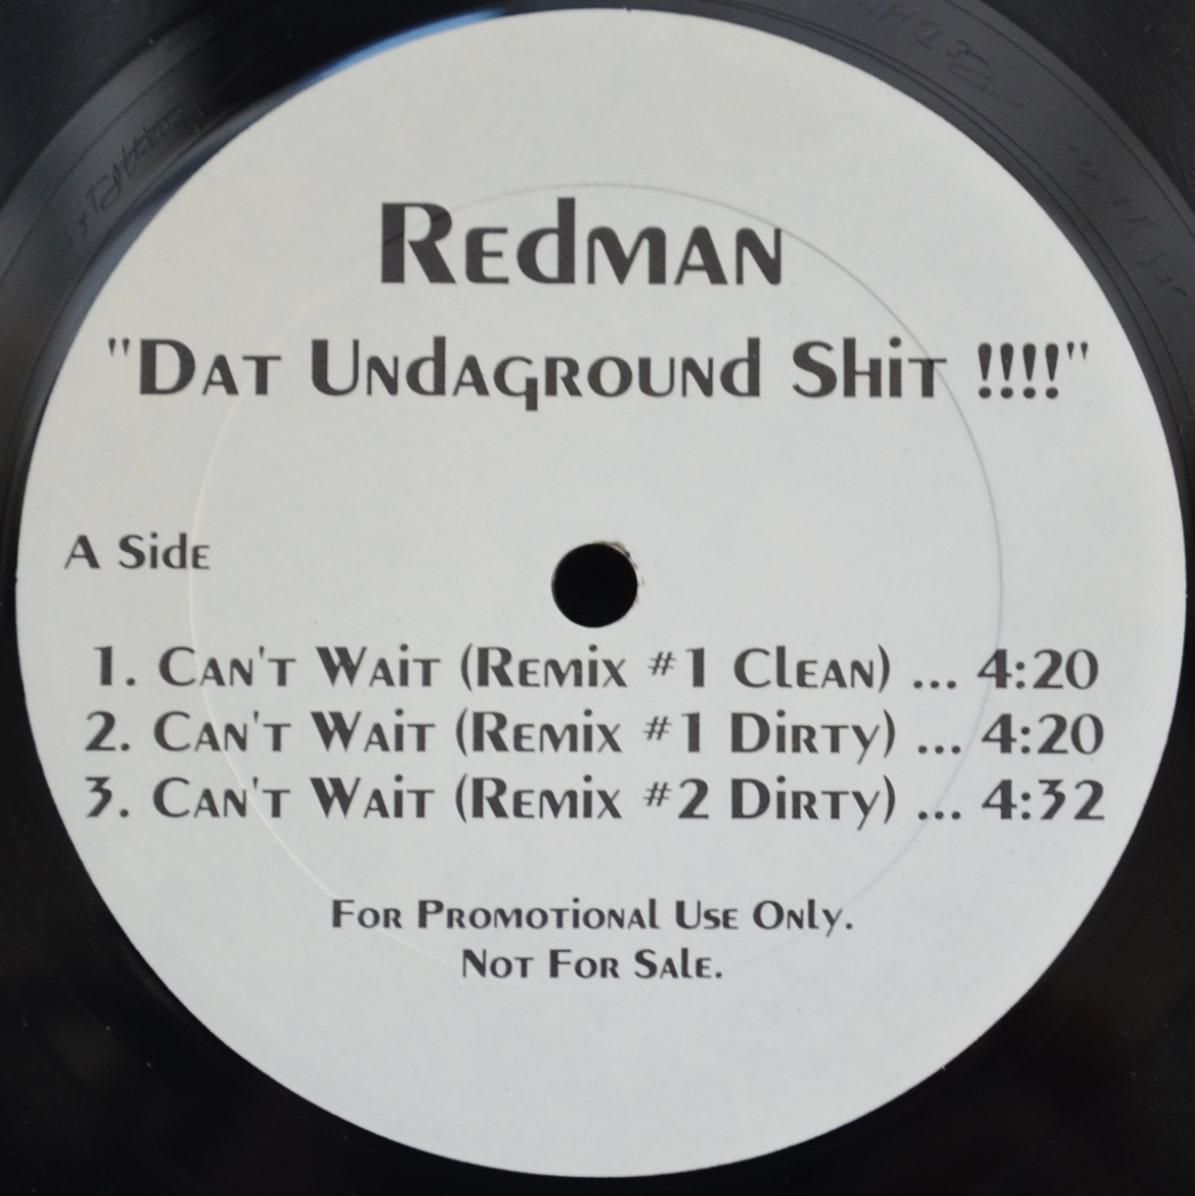 Redman
"Dat Undaground Shit !!!!"
A Side
1. Can't Wait (Remix #1 Clean) ... 4:20
2. Can't Wait (Remix #1 Dirty) ... 4:20
3. Can't Wait (Remix #2 Dirty) ... 4:32
For Promotional Use Only.
Not For Sale.